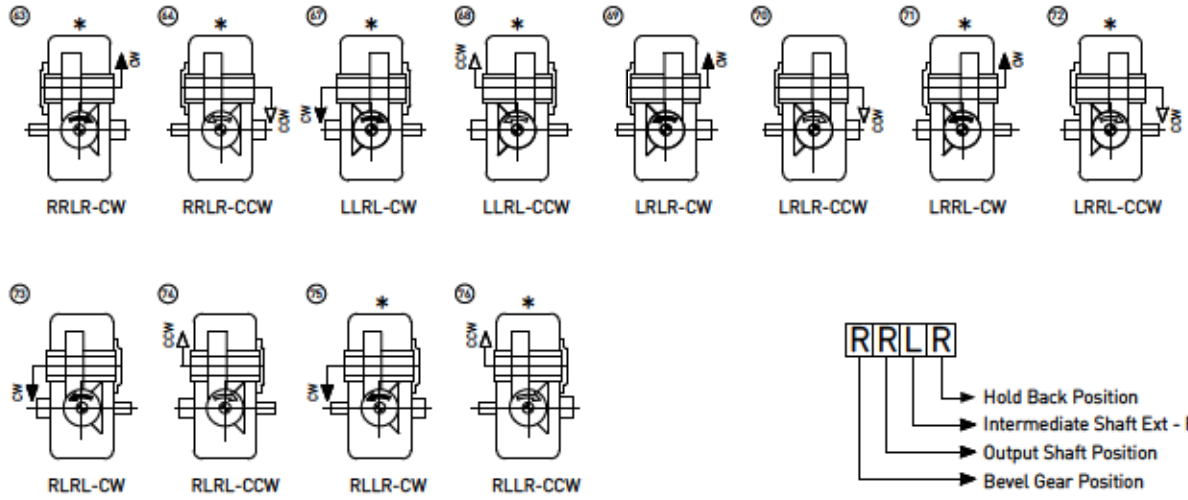 63 64 67 68 69 70 71 72
* * * * * *
CW CCW CW CCW CW CCW CW CCW
RRLR-CW RRLR-CCW LLRL-CW LLRL-CCW LRLR-CW LRLR-CCW LRRL-CW LRRL-CCW
73 74 75 76
* *
CW CCW CW CCW
RLRL-CW RLRL-CCW RLLR-CW RLLR-CCW
RRLR
Hold Back Position
Intermediate Shaft Ext -
Output Shaft Position
Bevel Gear Position